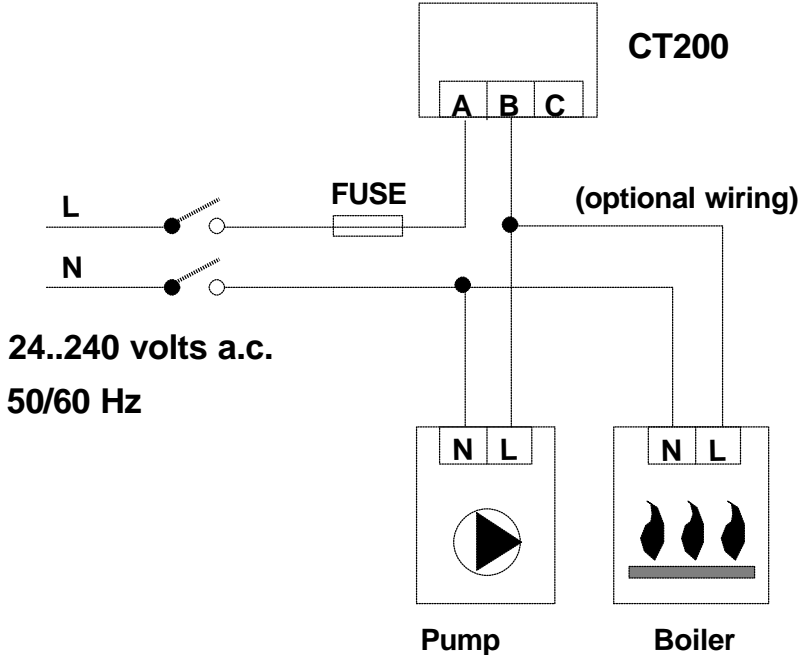 CT200
A B C
FUSE
L
(optional wiring)
N
24..240 volts a.c.
50/60 Hz
N L
N L
Pump
Boiler